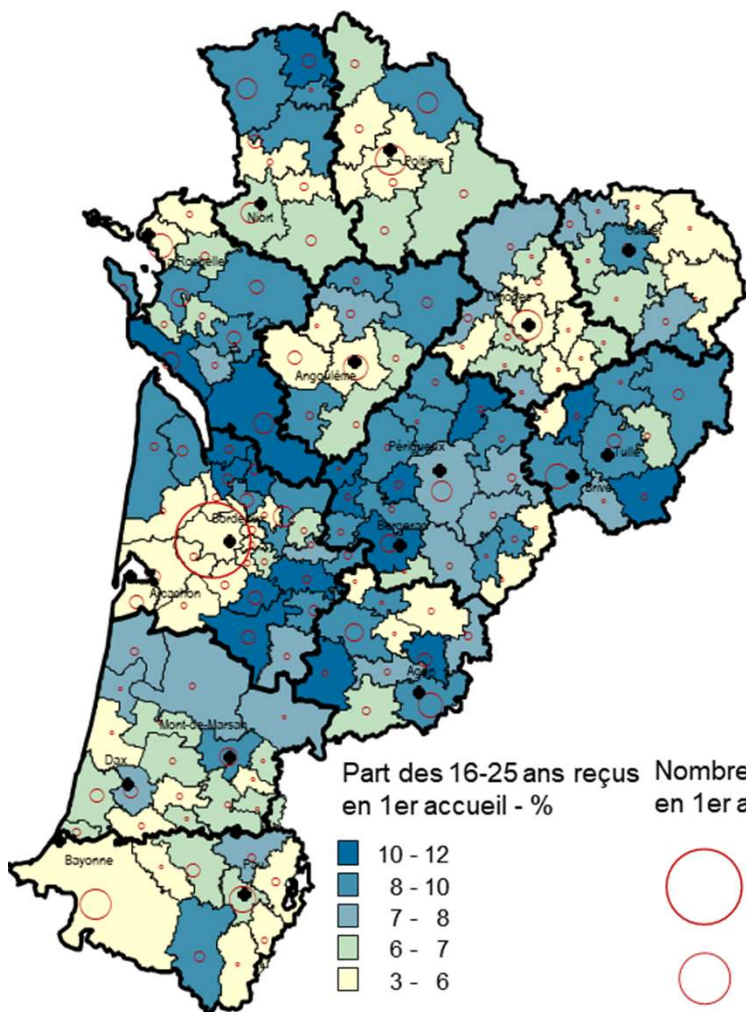 Poitiers
Niort
La Rochelle
Guéret
Limoges
Angoulême
Périgueux
Tulle
Brive
Bordeaux
Bergerac
Arcachon
Agen
Mont-de-Marsan
Dax
Bayonne
Pau
Part des 16-25 ans reçus
en 1er accueil - %
10 - 12
8 - 10
7 - 8
6 - 7
3 - 6
Nombre
en 1er a